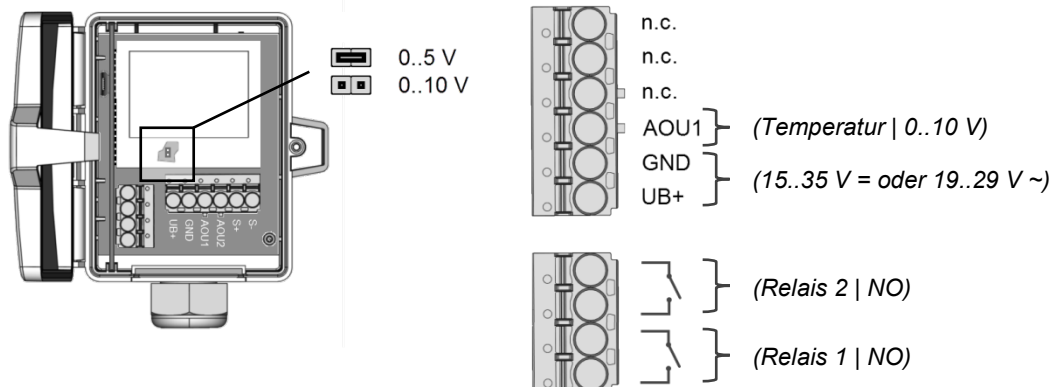 0..5 V
0..10 V
UB+
GND
AOU1
AOU2
S+
S-
n.c.
n.c.
n.c.
AOU1 (Temperatur | 0..10 V)
GND
(15..35 V = oder 19..29 V ~)
UB+
(Relais 2 | NO)
(Relais 1 | NO)